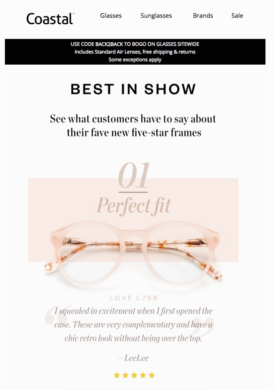 Coastal
Glasses Sunglasses Brands Sale
USE CODE BACK2BACK TO BOGO ON GLASSES SITEWIDE
Includes Standard Air Lenses, free shipping & returns
Some exceptions apply
BEST IN SHOW
See what customers have to say about
their fave new five-star frames
01
Perfect fit
LOVE L769
I squealed in excitement when I first opened the
case. These are very complementary and have a
chic retro look without being over the top.
- LeeLee